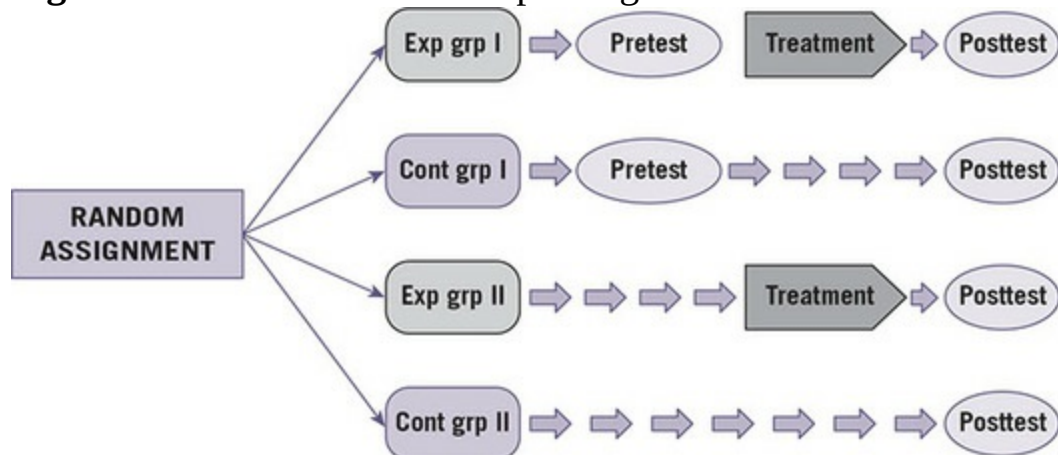 Exp grp I Pretest Treatment Posttest
Cont grp I Pretest Posttest
RANDOM
ASSIGNMENT
Exp grp II Treatment Posttest
Cont grp II Posttest